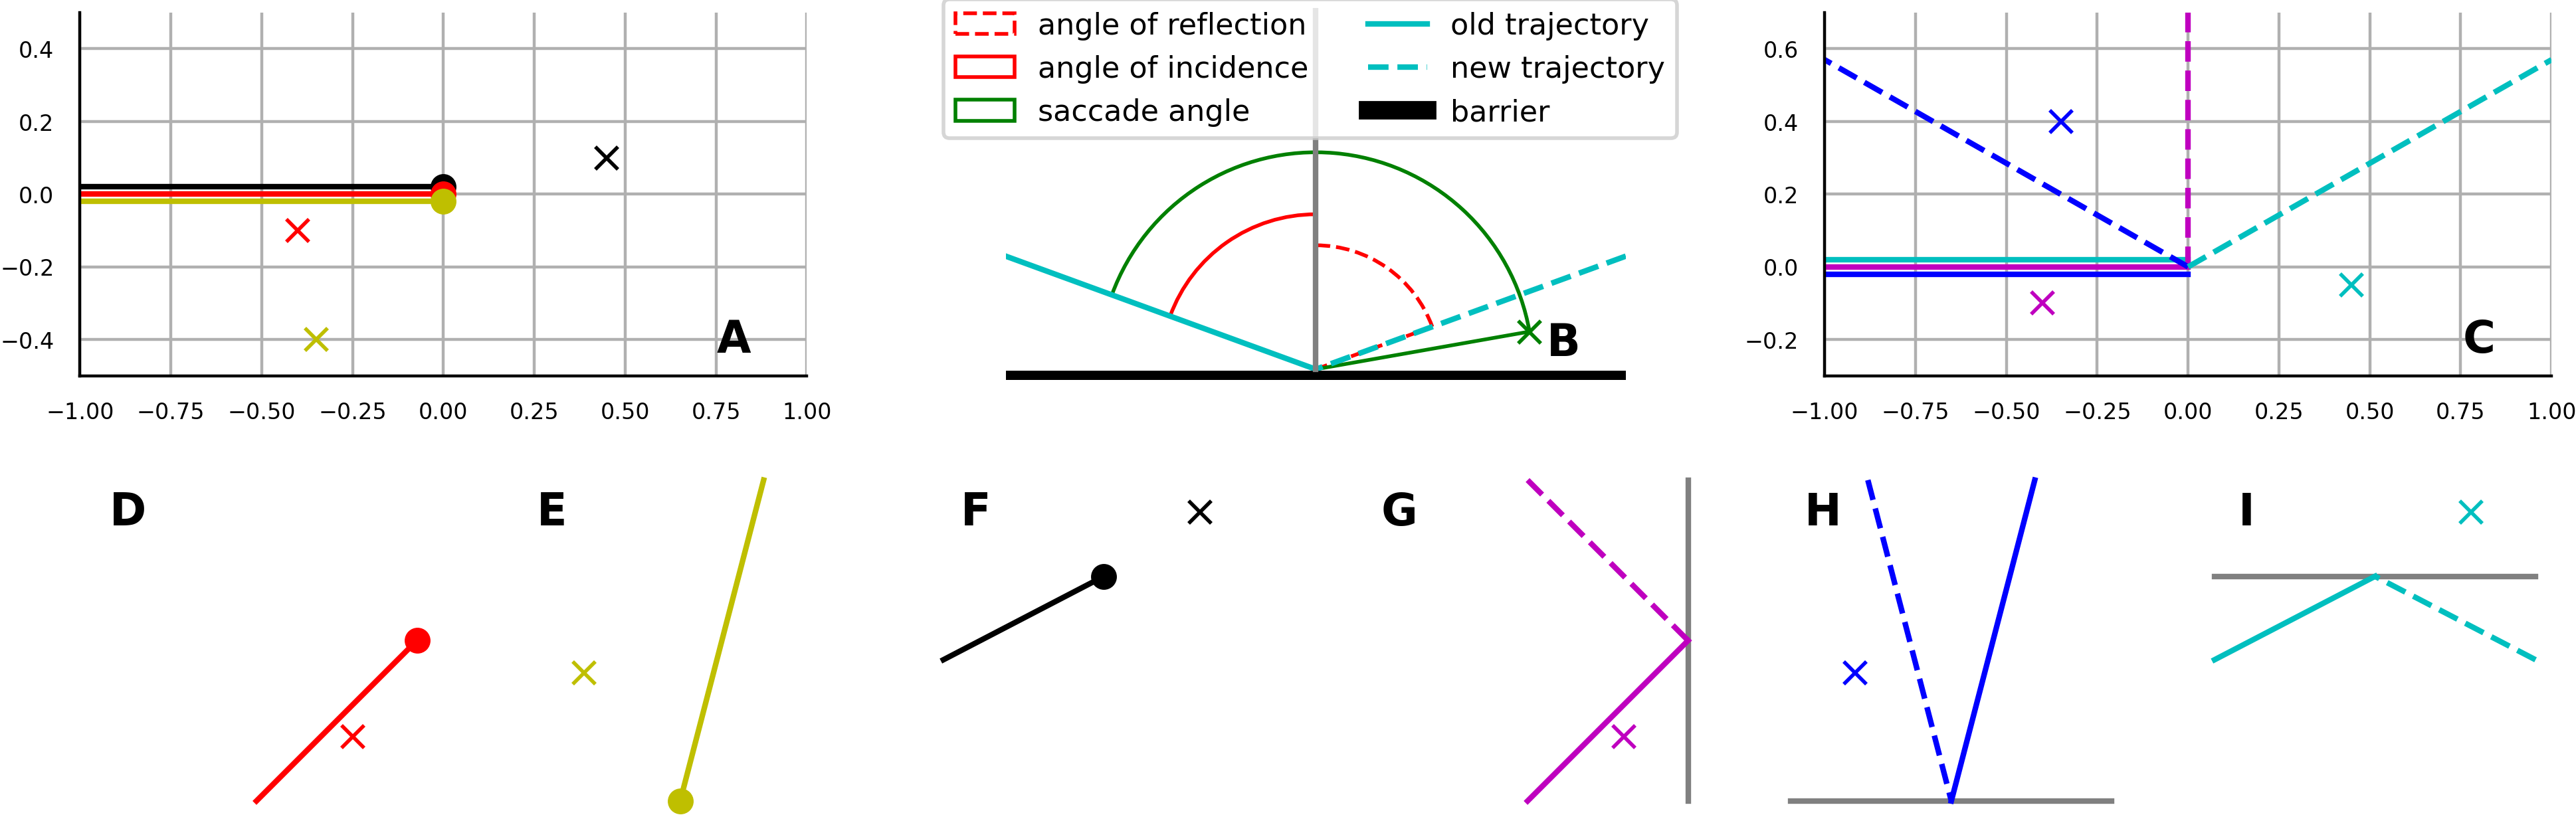 0.4
0.2
0.0
−0.2
−0.4
−1.00 −0.75 −0.50 −0.25 0.00 0.25 0.50 0.75 1.00
A
angle of reflection
angle of incidence
saccade angle
old trajectory
new trajectory
barrier
B
0.6
0.4
0.2
0.0
−0.2
−1.00 −0.75 −0.50 −0.25 0.00 0.25 0.50 0.75 1.00
C
D
E
F
G
H
I